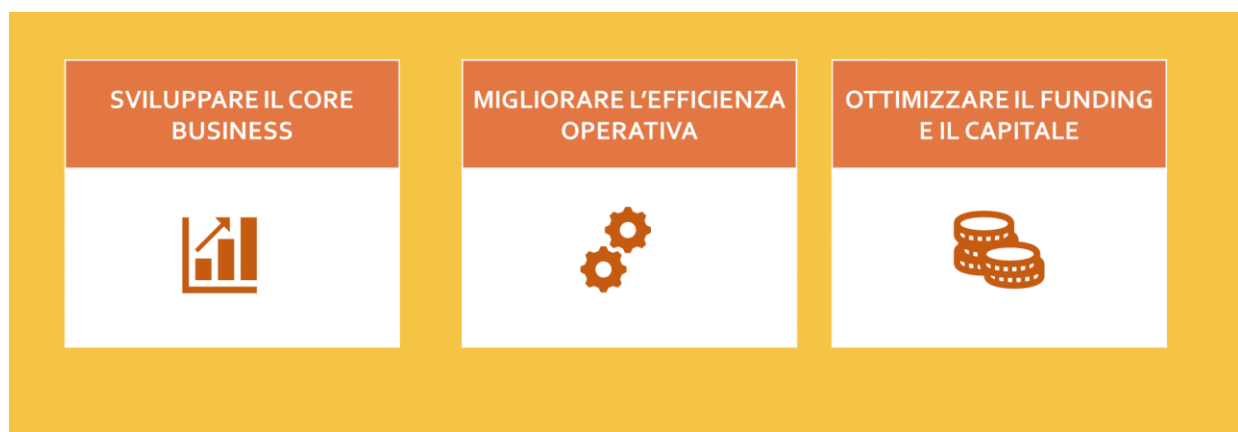 SVILUPPARE IL CORE
BUSINESS
MIGLIORARE L’EFFICIENZA
OPERATIVA
OTTIMIZZARE IL FUNDING
E IL CAPITALE